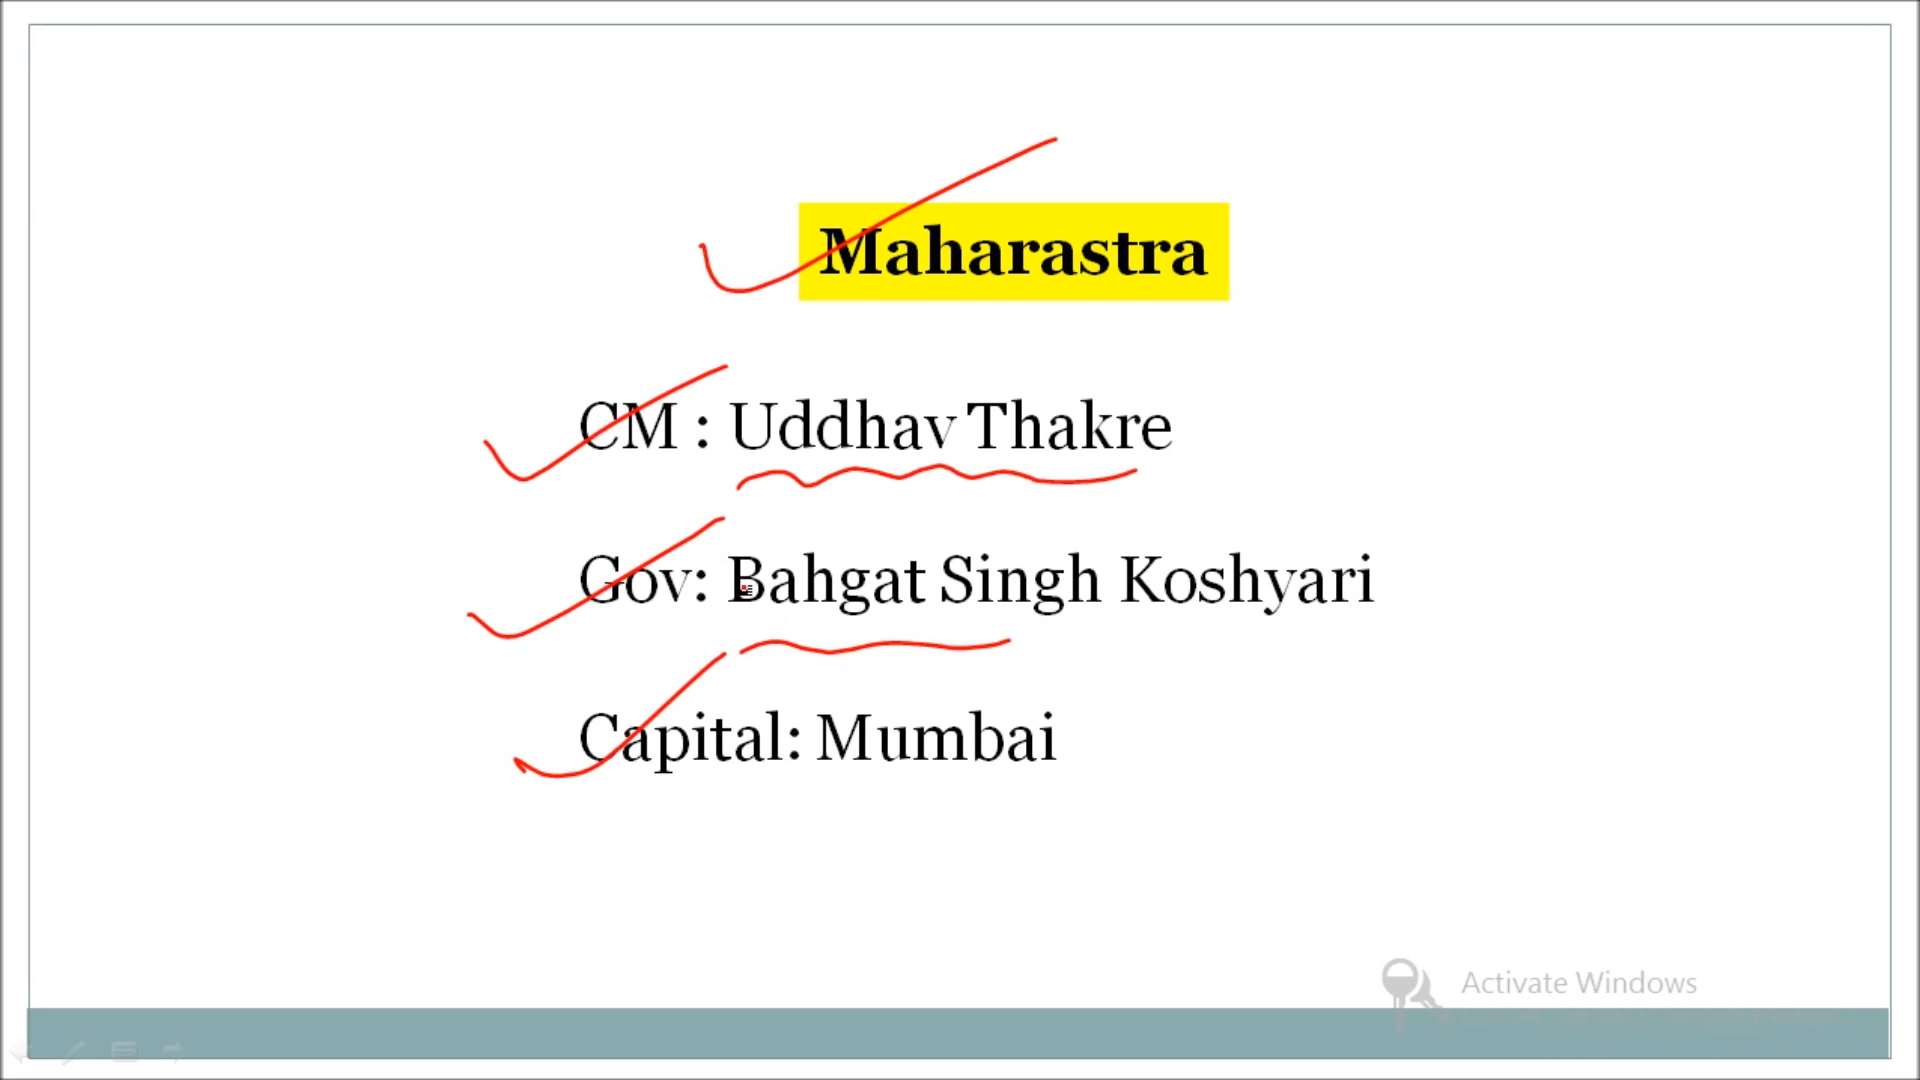 Maharastra
CM : Uddhav Thakre
Gov: Bahgat Singh Koshyari
Capital: Mumbai
Activate Windows